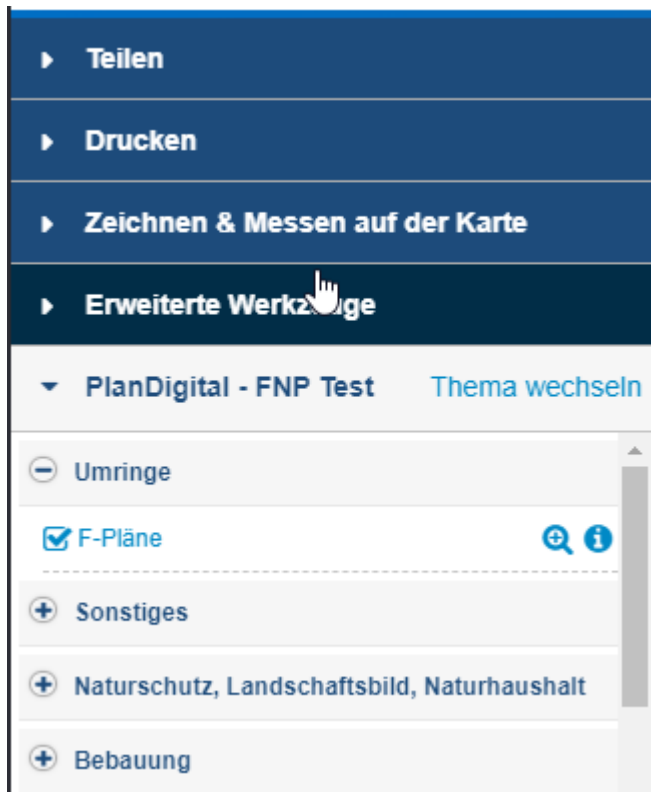 Teilen
Drucken
Zeichnen & Messen auf der Karte
Erweiterte Werkzeuge
PlanDigital - FNP Test Thema wechseln
Umringe
F-Pläne
Sonstiges
Naturschutz, Landschaftsbild, Naturhaushalt
Bebauung